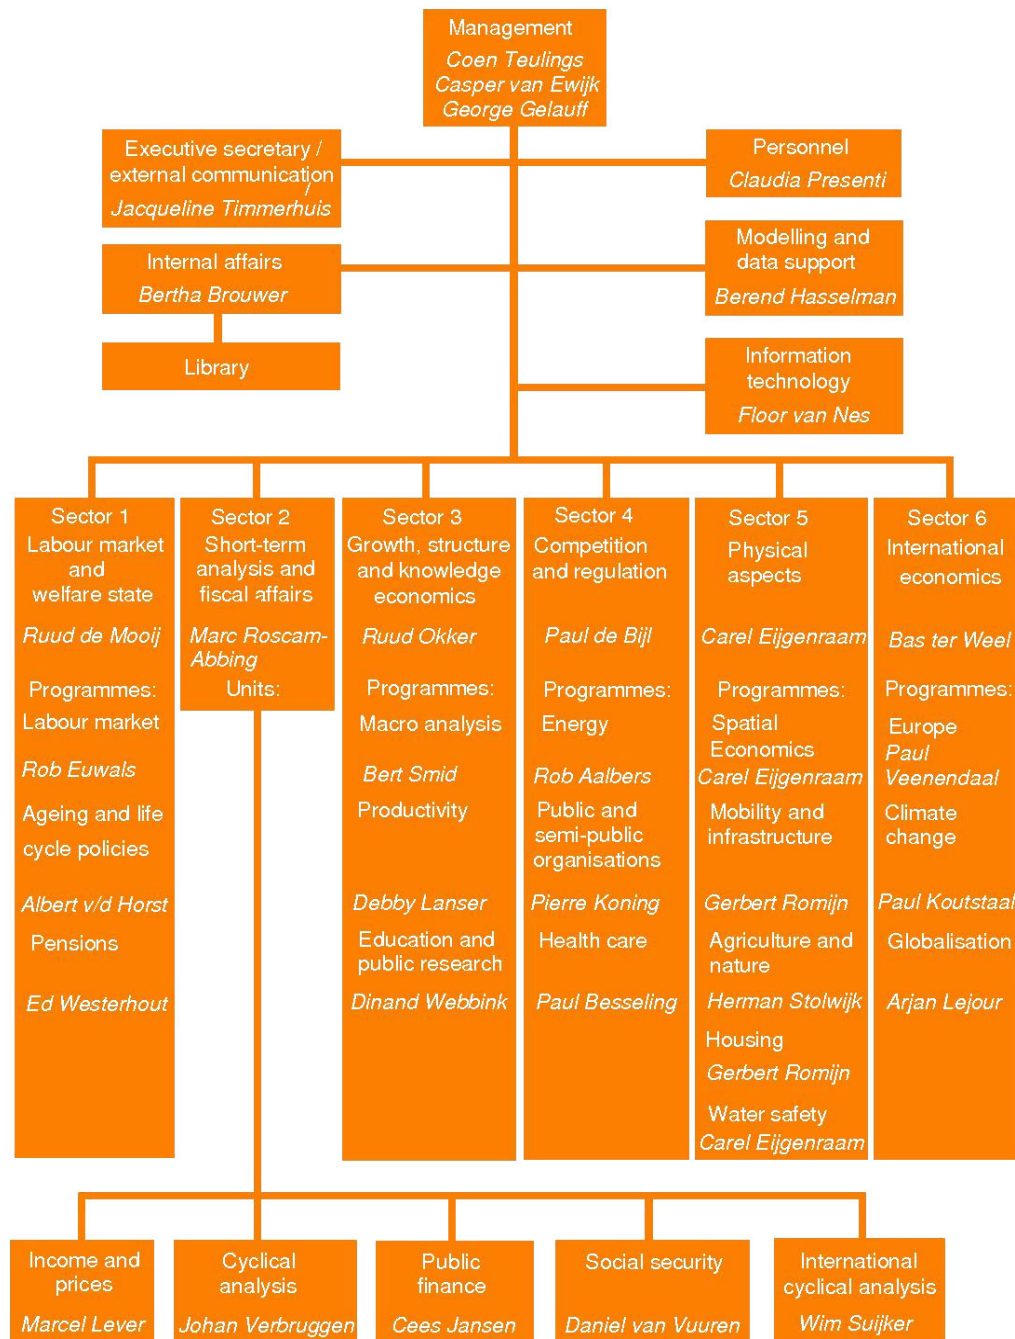 Management
Coen Teulings
Casper van Ewijk
George Gelauff
Executive secretary /
external communication
/
Jacqueline Timmerhuis
Personnel
Claudia Presenti
Internal affairs
Bertha Brouwer
Modelling and
data support
Berend Hasselman
Library
Information
technology
Floor van Nes
Sector 1
Labour market
and
welfare state
Ruud de Mooij
Programmes:
Labour market
Rob Euwals
Ageing and life
cycle policies
Albert v/d Horst
Pensions
Ed Westerhout
Sector 2
Short-term
analysis and
fiscal affairs
Marc Roscam-
Abbing
Units:
Sector 3
Growth, structure
and knowledge
economics
Ruud Okker
Programmes:
Macro analysis
Bert Smid
Productivity
Debby Lanser
Education and
public research
Dinand Webbink
Sector 4
Competition
and regulation
Paul de Bijl
Programmes:
Energy
Rob Aalbers
Public and
semi-public
organisations
Pierre Koning
Health care
Paul Besseling
Sector 5
Physical
aspects
Carel Eijgenraam
Programmes:
Spatial
Economics
Carel Eijgenraam
Mobility and
infrastructure
Gerbert Romijn
Agriculture and
nature
Herman Stolwijk
Housing
Gerbert Romijn
Water safety
Carel Eijgenraam
Sector 6
International
economics
Bas ter Weel
Programmes:
Europe
Paul
Veenendaal
Climate
change
Paul Koutstaal
Globalisation
Arjan Lejour
Income and
prices
Marcel Lever
Cyclical
analysis
Johan Verbruggen
Public
finance
Cees Jansen
Social security
Daniel van Vuuren
International
cyclical analysis
Wim Suijker